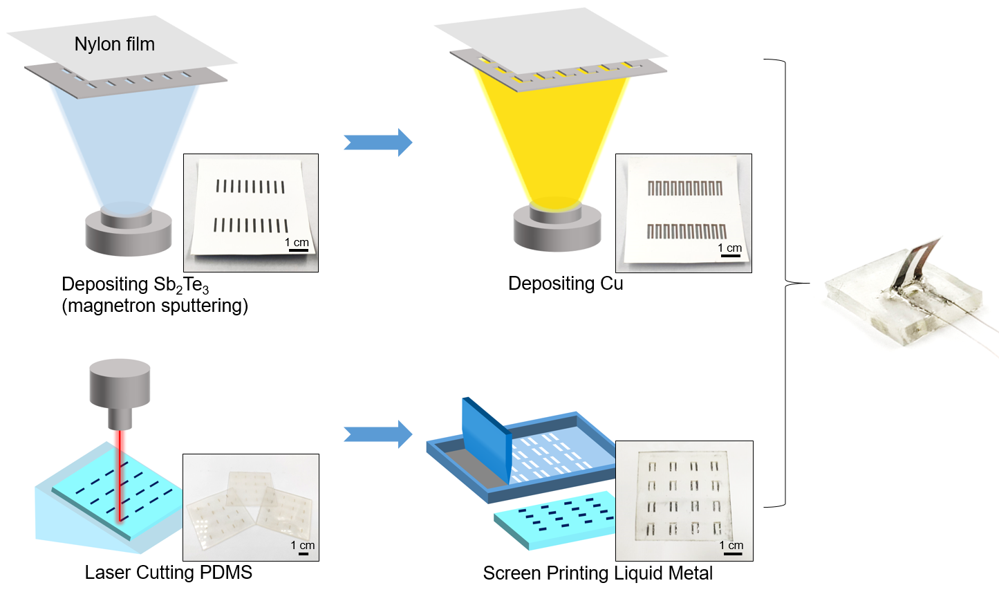 Nylon film
1 cm
1 cm
Depositing Sb₂Te₃
(magnetron sputtering)
Depositing Cu
1 cm
1 cm
Laser Cutting PDMS
Screen Printing Liquid Metal